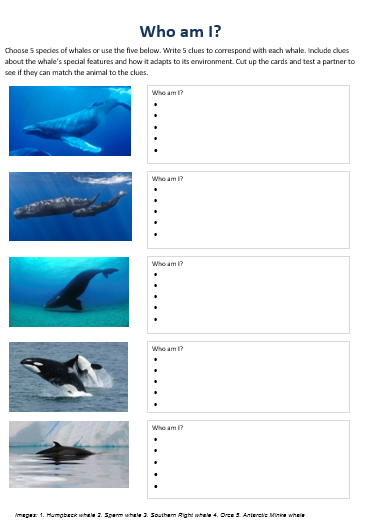 Who am I?
Choose 5 species of whales or use the five below. Write 5 clues to correspond with each whale. Include clues
about the whale's special features and how it adapts to its environment. Cut up the cards and test a partner to
see if they can match the animal to the clues.
Who am I?
Who am I?
Who am I?
Who am I?
Who am I?
Images: 1. Humpback whale 2. Sperm whale 3. Southern Right whale 4. Orca 5. Antarctic Minke whale